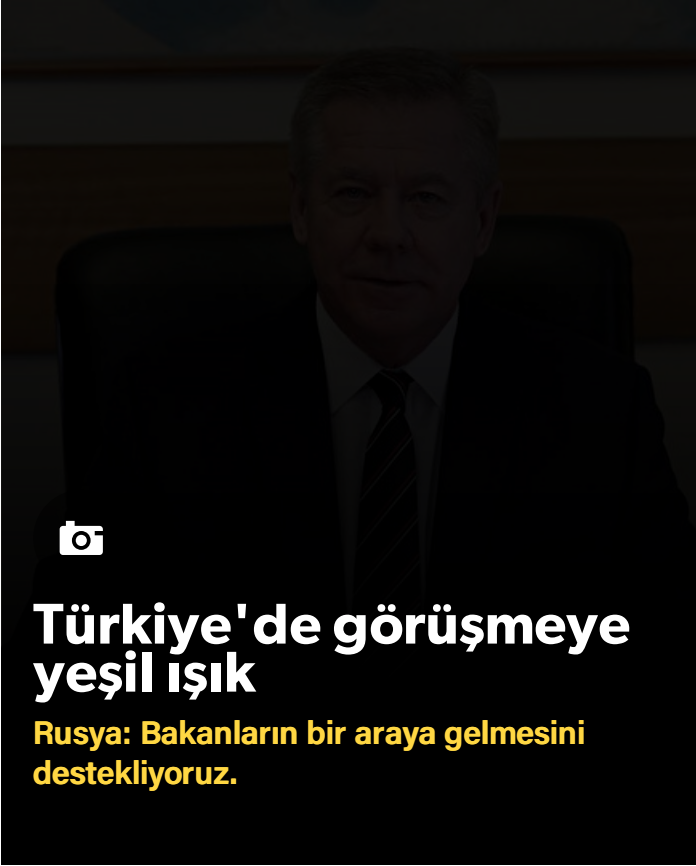 Türkiye'de görüşmeye
yeşil ışık
Rusya: Bakanların bir araya gelmesini
destekliyoruz.